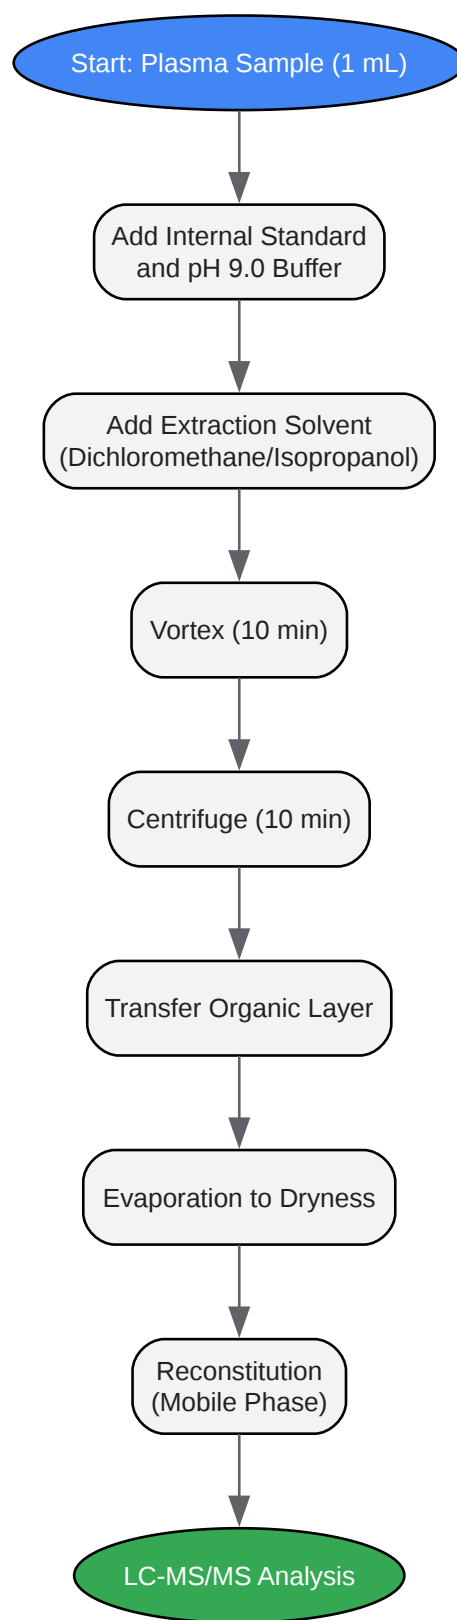 Start: Plasma Sample (1 mL)
Add Internal Standard
and pH 9.0 Buffer
Add Extraction Solvent
(Dichloromethane/Isopropanol)
Vortex (10 min)
Centrifuge (10 min)
Transfer Organic Layer
Evaporation to Dryness
Reconstitution
(Mobile Phase)
LC-MS/MS Analysis